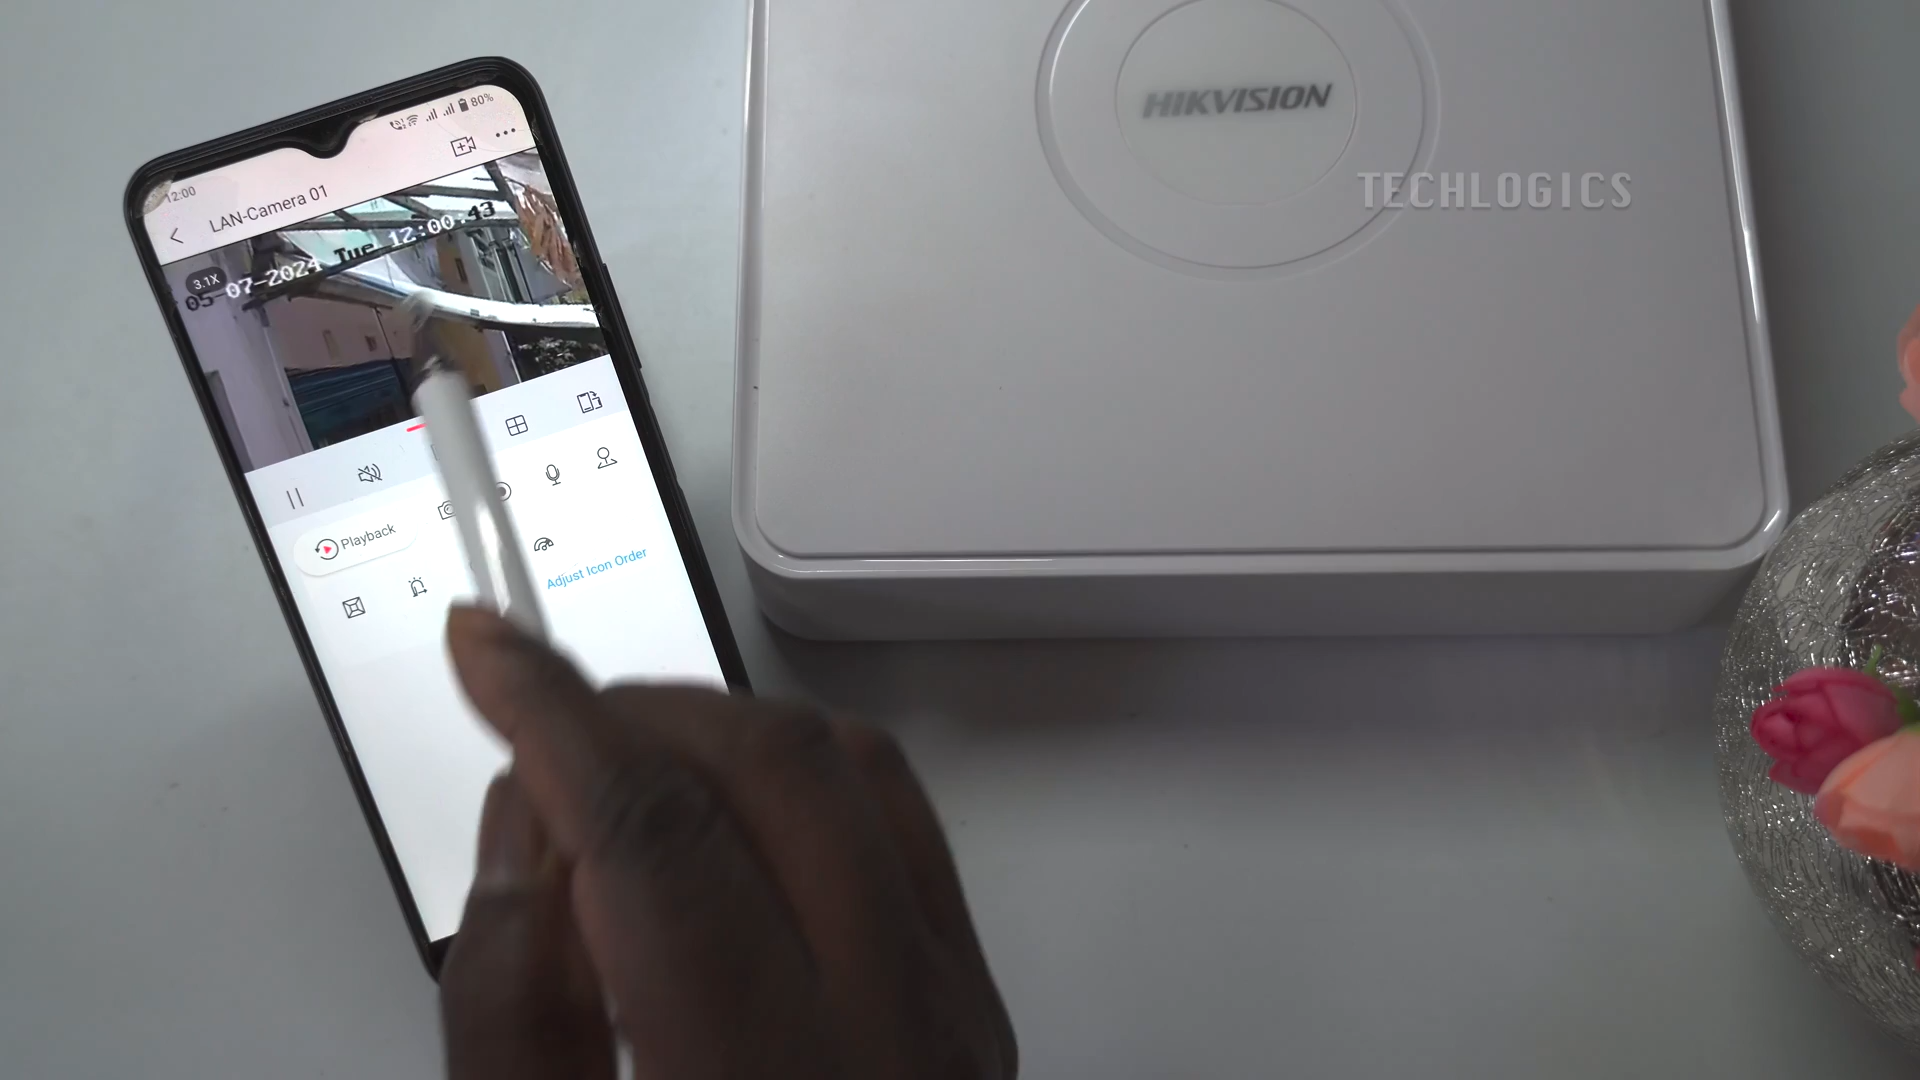 12:00
80%
LAN-Camera 01
3.1X
05-07-2024 Tue 12:00:43
Playback
Adjust Icon Order
HIKVISION
TECHLOGICS